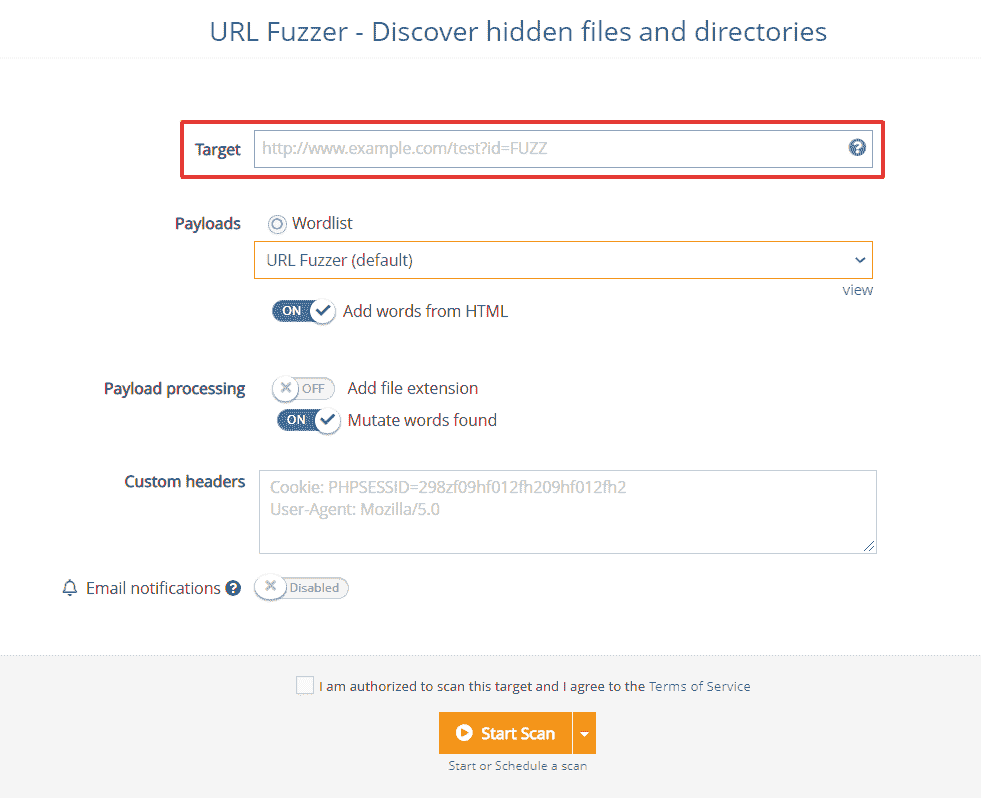 URL Fuzzer - Discover hidden files and directories
Target http://www.example.com/test?id=FUZZ ?
Payloads Wordlist
URL Fuzzer (default)
view
ON Add words from HTML
Payload processing OFF Add file extension
ON Mutate words found
Custom headers Cookie: PHPSESSID=298zf09hf012fh209hf012fh2
User-Agent: Mozilla/5.0
Email notifications ? Disabled
I am authorized to scan this target and I agree to the Terms of Service
Start Scan
Start or Schedule a scan